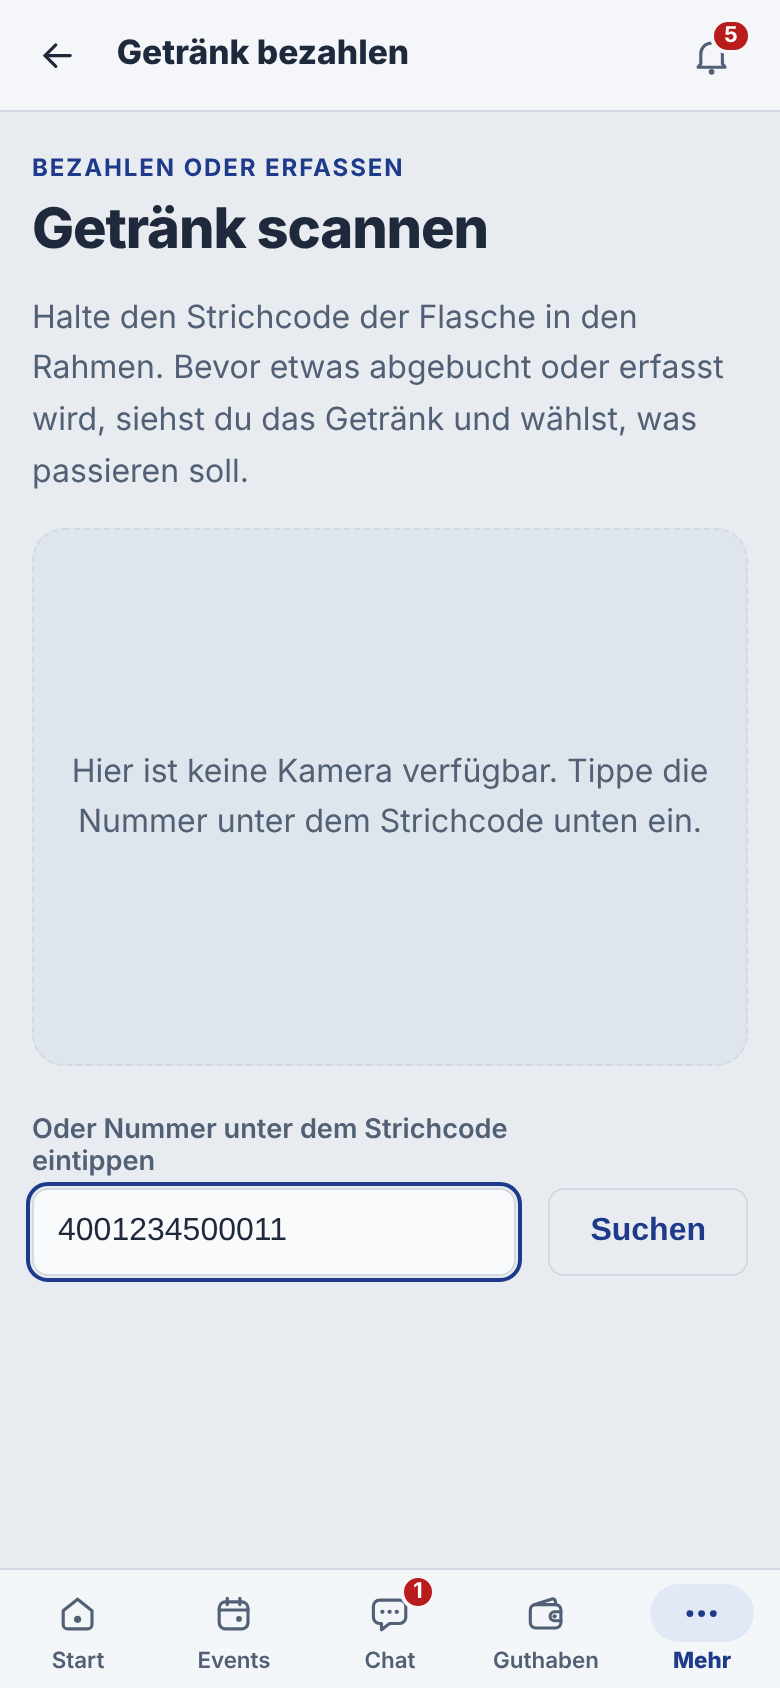 Getränk bezahlen
5
BEZAHLEN ODER ERFASSEN
Getränk scannen
Halte den Strichcode der Flasche in den
Rahmen. Bevor etwas abgebucht oder erfasst
wird, siehst du das Getränk und wählst, was
passieren soll.
Hier ist keine Kamera verfügbar. Tippe die
Nummer unter dem Strichcode unten ein.
Oder Nummer unter dem Strichcode
eintippen
4001234500011
Suchen
1
Start
Events
Chat
Guthaben
Mehr